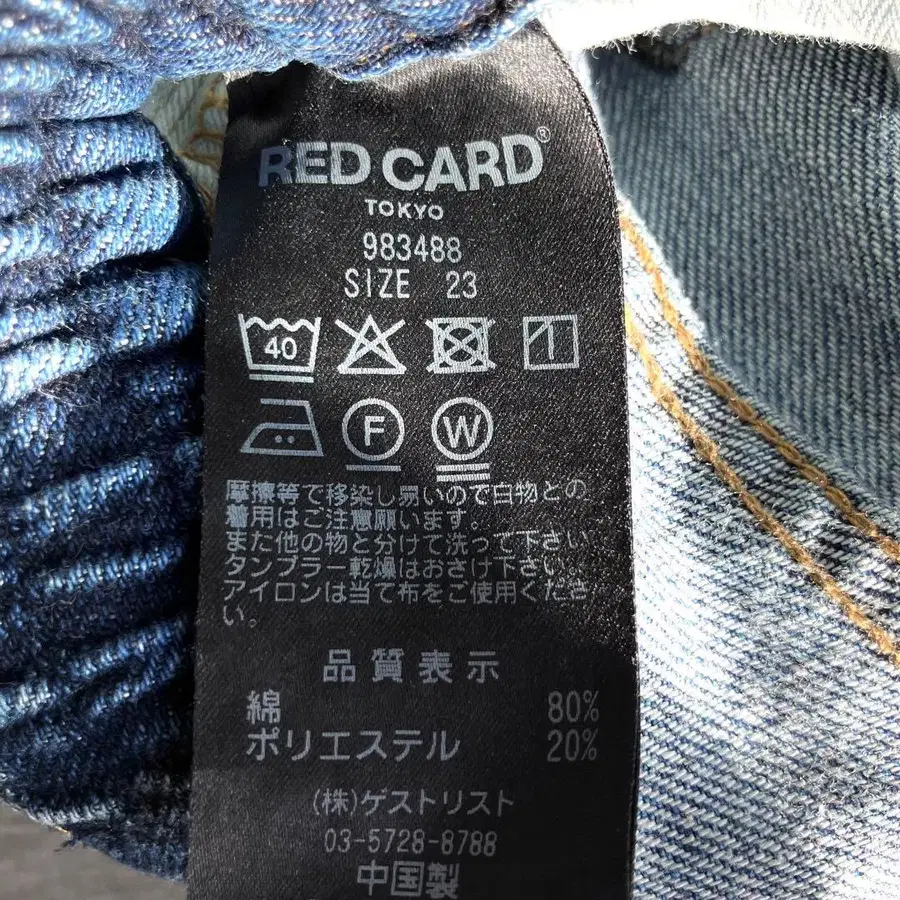 RED CARD®
TOKYO
983488
SIZE 23
40
F W
摩擦等で移染し易いので白物との
着用はご注意願います。
また他の物と分けて洗って下さい
タンブラー乾燥はおさけ下さい。
アイロンは当て布をご使用くださ
い。
品質表示
綿 80%
ポリエステル 20%
(株)ゲストリスト
03-5728-8788
中国製